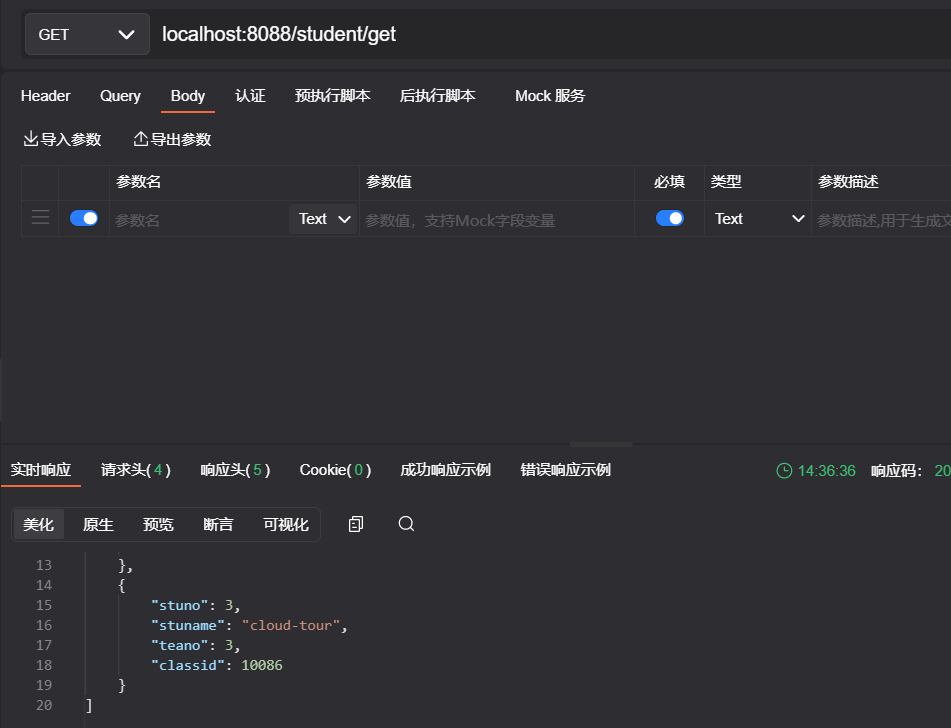 GET localhost:8088/student/get
Header Query Body 认证 预执行脚本 后执行脚本 Mock 服务
导入参数 导出参数
参数名 参数值 必填 类型 参数描述
参数名 Text 参数值，支持Mock字段变量 Text 参数描述,用于生成文
实时响应 请求头(4) 响应头(5) Cookie(0) 成功响应示例 错误响应示例 14:36:36 响应码： 20
美化 原生 预览 断言 可视化
13 },
14 {
15 "stuno": 3,
16 "stuname": "cloud-tour",
17 "teano": 3,
18 "classid": 10086
19 }
20 ]